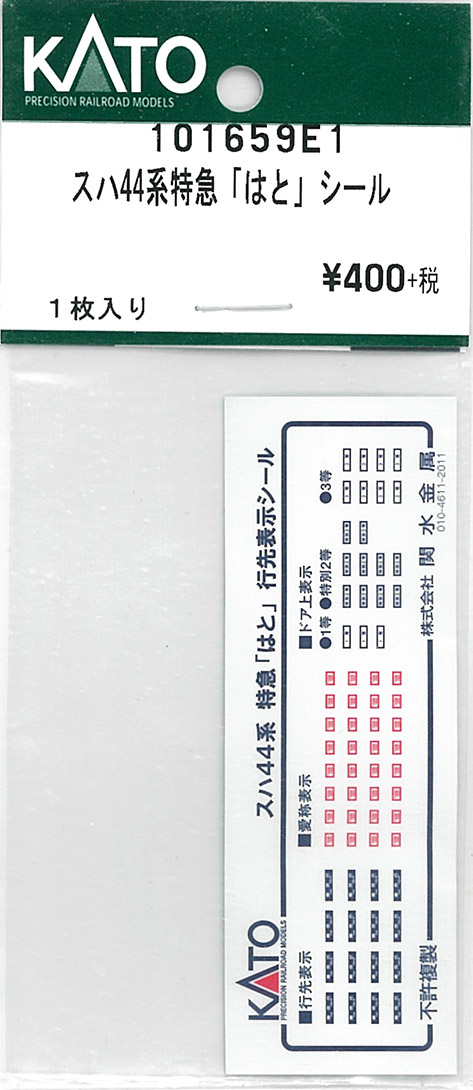 KATO
PRECISION RAILROAD MODELS
101659E1
スハ44系特急「はと」シール
¥400+税
1枚入り
KATO
PRECISION RAILROAD MODELS
スハ44系 特急「はと」 行先表示シール
■行先表示
■愛称表示
■ドア上表示
●1等 ●特別2等 ●3等
不許複製
株式会社 関水金属
010-4611-2011